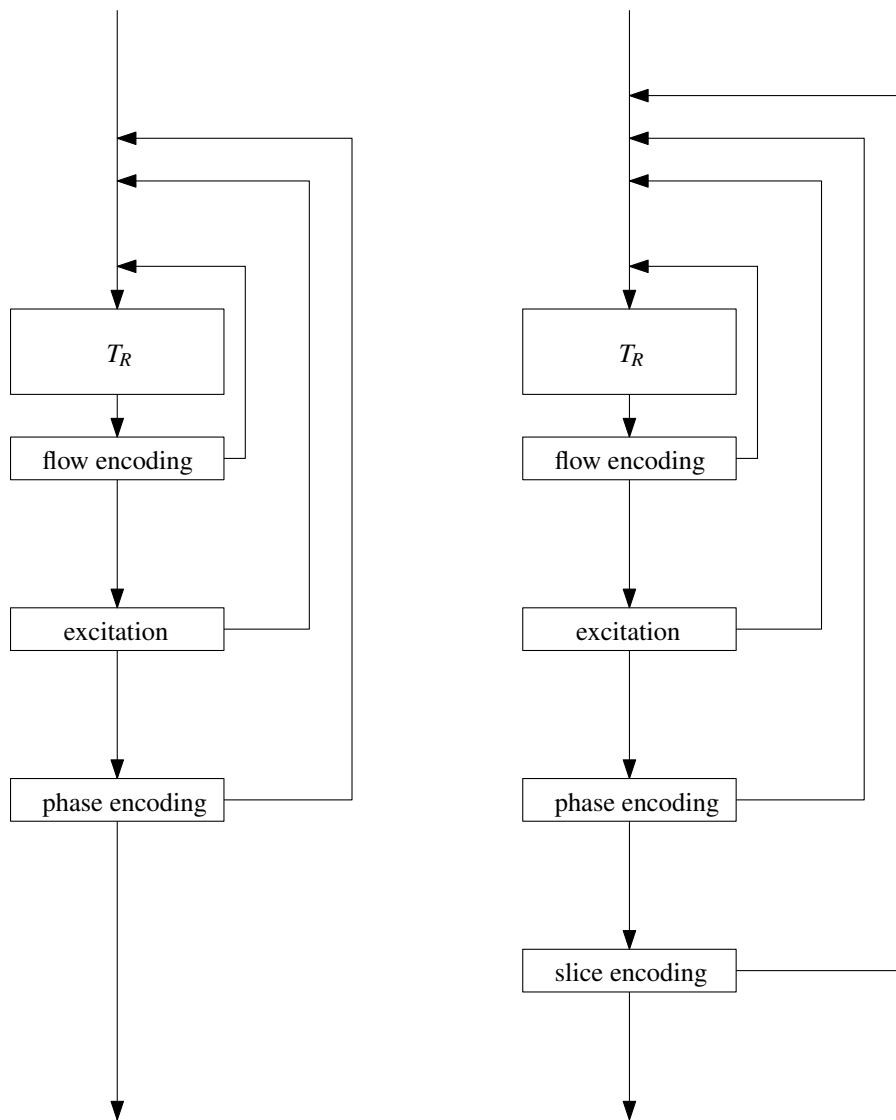 T_R
flow encoding
excitation
phase encoding
T_R
flow encoding
excitation
phase encoding
slice encoding